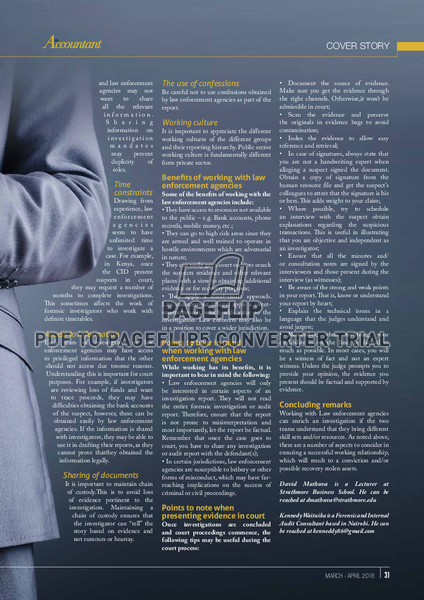 Accountant
COVER STORY
and law enforcement
agencies may not
want to share
all the relevant
information.
Sharing
information on
investigation
mandates
may prevent
duplicity of
roles.
Time
constraints
Drawing from
experience, law
enforcement
agencies
seem to have
unlimited time
to investigate a
case. For example,
in Kenya, once
the CID present
suspects in court,
they may request a number of
months to complete investigations.
This sometimes affects the work of
forensic investigators who work with
definite timetables.
enforcement agencies may have access
to privileged information that the other
should not access due tosome reasons.
Understanding this is important for court
purposes. For example, if investigators
are reviewing loss of funds and want
to trace proceeds, they may have
difficulties obtaining the bank accounts
of the suspect, however, these can be
obtained easily by law enforcement
agencies. If the information is shared
with investigators, they may be able to
use it in drafting their reports, as they
cannot prove thatthey obtained the
information legally.
Sharing of documents
It is important to maintain chain
of custody.This is to avoid loss
of evidence pertinent to the
investigation. Maintaining a
chain of custody ensures that
the investigator can "tell" the
story based on evidence and
not rumours or hearsay.
The use of confessions
Be careful not to use confessions obtained
by law enforcement agencies as part of the
report.
Working culture
It is important to appreciate the different
working cultures of the different groups
and their reporting hierarchy. Public sector
working culture is fundamentally different
form private sector.
Benefits of working with law
enforcement agencies
Some of the benefits of working with the
law enforcement agencies include:
•They have access to resources not available
to the public – e.g. Bank accounts, phone
records, mobile money, etc.;
•They can go to high risk areas since they
are armed and well trained to operate in
hostile environments which are adversarial
in nature;
to search
the suspects residence and other relevant
places with a view to obtaining additional
be in position to cover a wider jurisdiction.
when working with law
enforcement agencies
While working has its benefits, it is
important to bear in mind the following:
• Law enforcement agencies will only
be interested in certain aspects of an
investigation report. They will not read
the entire forensic investigation or audit
report. Therefore, ensure that the report
is not prone to misinterpretation and
most importantly, let the report be factual.
Remember that once the case goes to
court, you have to share any investigation
or audit report with the defendant(s);
• In certain jurisdictions, law enforcement
agencies are susceptible to bribery or other
forms of misconduct, which may have far-
reaching implications on the success of
criminal or civil proceedings.
Points to note when
presenting evidence in court
Once investigations are concluded
and court proceedings commence, the
following tips may be useful during the
court process:
• Document the source of evidence.
Make sure you get the evidence through
the right channels. Otherwise,it won't be
admissible in court;
• Scan the evidence and preserve
the originals in evidence bags to avoid
contamination;
• Index the evidence to allow easy
reference and retrieval;
• In case of signatures, always state that
you are not a handwriting expert when
alleging a suspect signed the document.
Obtain a copy of signature from the
human resource file and get the suspect's
colleagues to attest that the signature is his
or hers. This adds weight to your claim;
• Where possible, try to schedule
an interview with the suspect obtain
explanations regarding the suspicious
transactions. This is useful in illustrating
that you are objective and independent as
an investigator;
• Ensure that all the minutes and/
or consultation notes are signed by the
interviewees and those present during the
interview (as witnesses);
• Be aware of the strong and weak points
in your report. That is, know or understand
your report by heart;
• Explain the technical issues in a
language that the judges understand and
avoid jargon;
much as possible. In most cases, you will
be a witness of fact and not an expert
witness. Unless the judge prompts you to
provide your opinion, the evidence you
present should be factual and supported by
evidence.
Concluding remarks
Working with Law enforcement agencies
can enrich an investigation if the two
teams understand that they bring different
skill sets and/or resources. As noted above,
there are a number of aspects to consider in
ensuring a successful working relationship,
which will result to a conviction and/or
possible recovery stolen assets.
David Mathuva is a Lecturer at
Strathmore Business School. He can be
reached at dmathuva@strathmore.edu
Kennedy Waituika is a Forensic and Internal
Audit Consultant based in Nairobi. He can
be reached at kenneddy86@gmail.com
PAGEFLIP
PDF TO PAGEFLIP5 CONVERTER TRIAL
MARCH - APRIL 2016 31